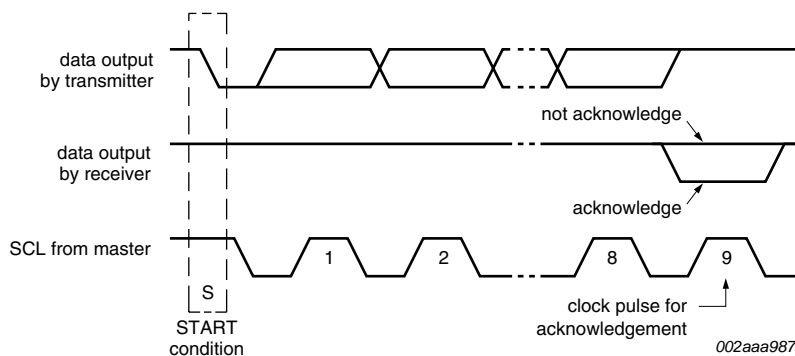 data output
by transmitter
not acknowledge
data output
by receiver
acknowledge
SCL from master
1
2
8
9
S
START
condition
clock pulse for
acknowledgement
002aaa987